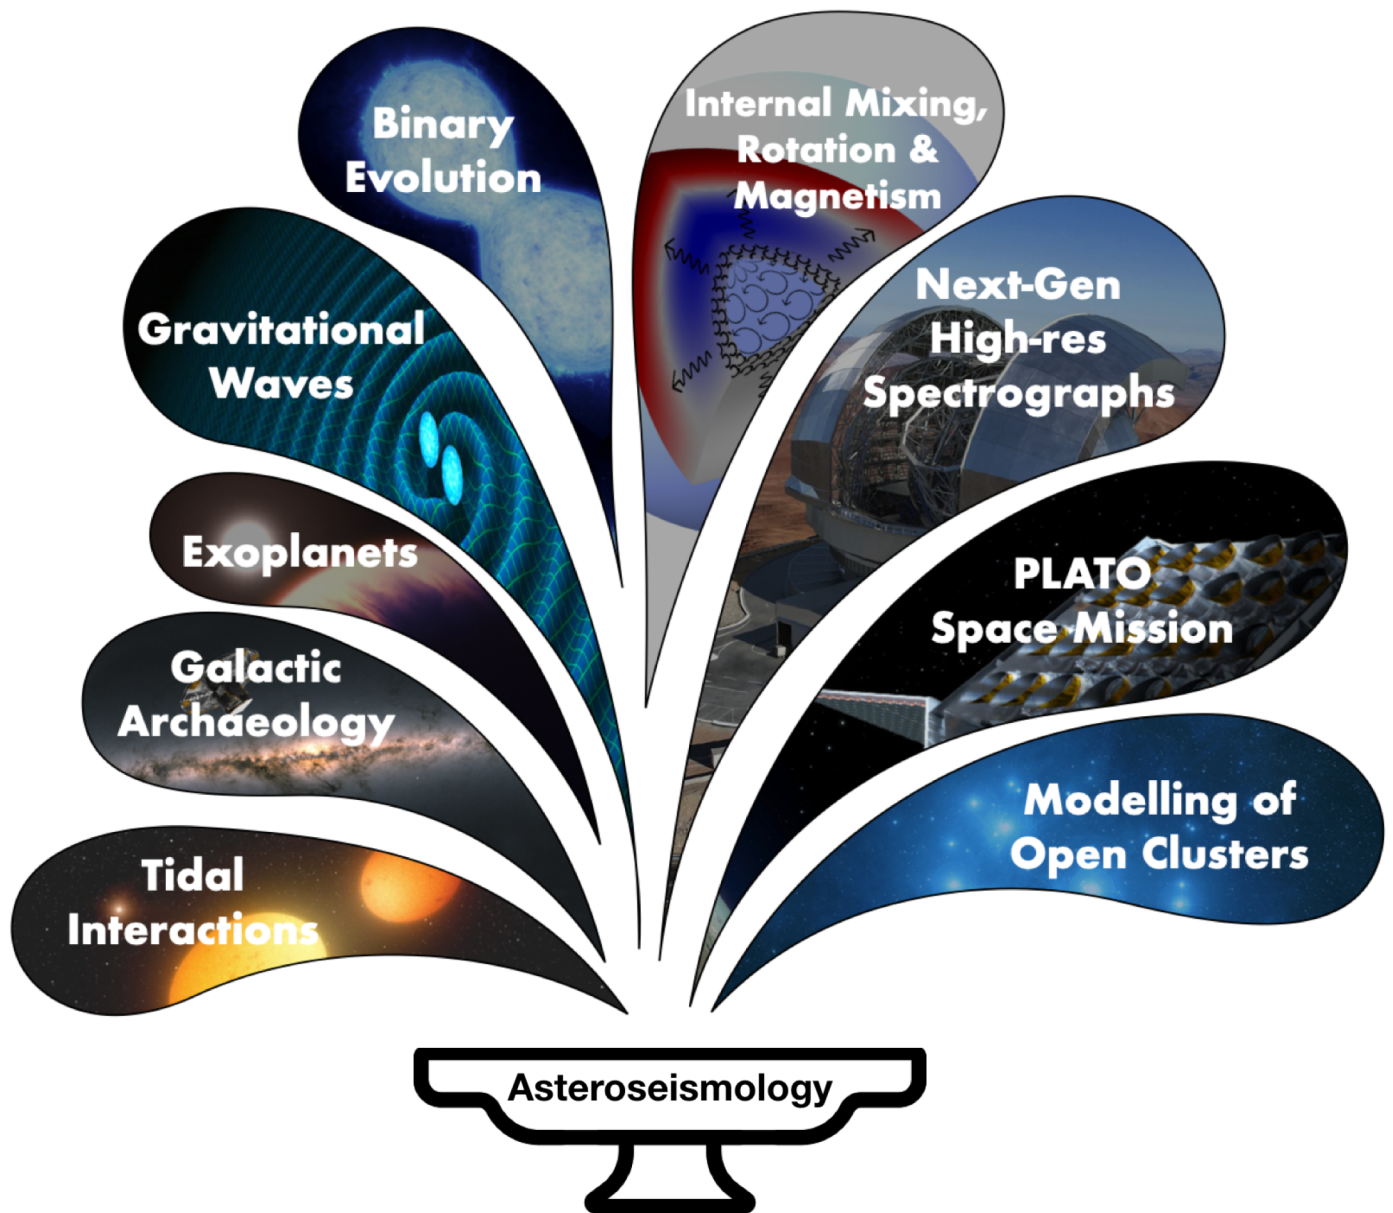 Binary
Evolution
Internal Mixing,
Rotation &
Magnetism
Gravitational
Waves
Next-Gen
High-res
Spectrographs
Exoplanets
PLATO
Space Mission
Galactic
Archaeology
Modelling of
Open Clusters
Tidal
Interactions
Asteroseismology